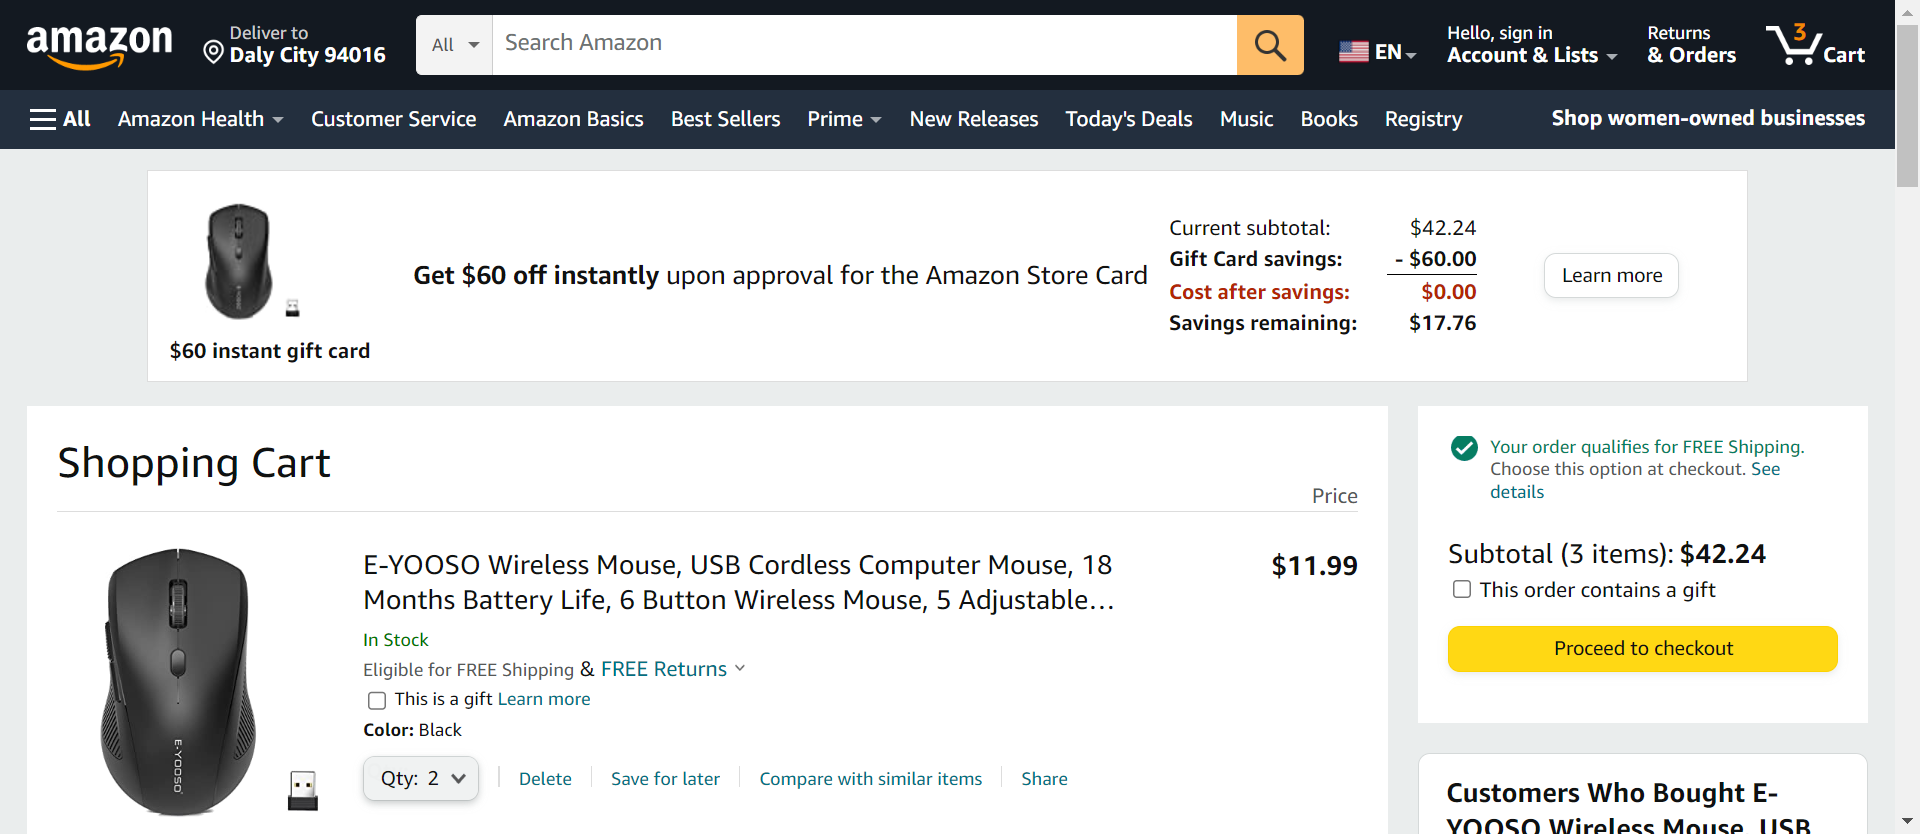 amazon
Deliver to
Daly City 94016
All
Search Amazon
EN
Hello, sign in
Account & Lists
Returns
& Orders
3
Cart
All
Amazon Health
Customer Service
Amazon Basics
Best Sellers
Prime
New Releases
Today's Deals
Music
Books
Registry
Shop women-owned businesses
$60 instant gift card
Get $60 off instantly upon approval for the Amazon Store Card
Current subtotal: $42.24
Gift Card savings: - $60.00
Cost after savings: $0.00
Savings remaining: $17.76
Learn more
Shopping Cart
Price
E-YOOSO
E-YOOSO Wireless Mouse, USB Cordless Computer Mouse, 18
Months Battery Life, 6 Button Wireless Mouse, 5 Adjustable…
$11.99
In Stock
Eligible for FREE Shipping & FREE Returns
This is a gift Learn more
Color: Black
Qty: 2
Delete
Save for later
Compare with similar items
Share
Your order qualifies for FREE Shipping.
Choose this option at checkout. See
details
Subtotal (3 items): $42.24
This order contains a gift
Proceed to checkout
Customers Who Bought E-
YOOSO Wireless Mouse, USB